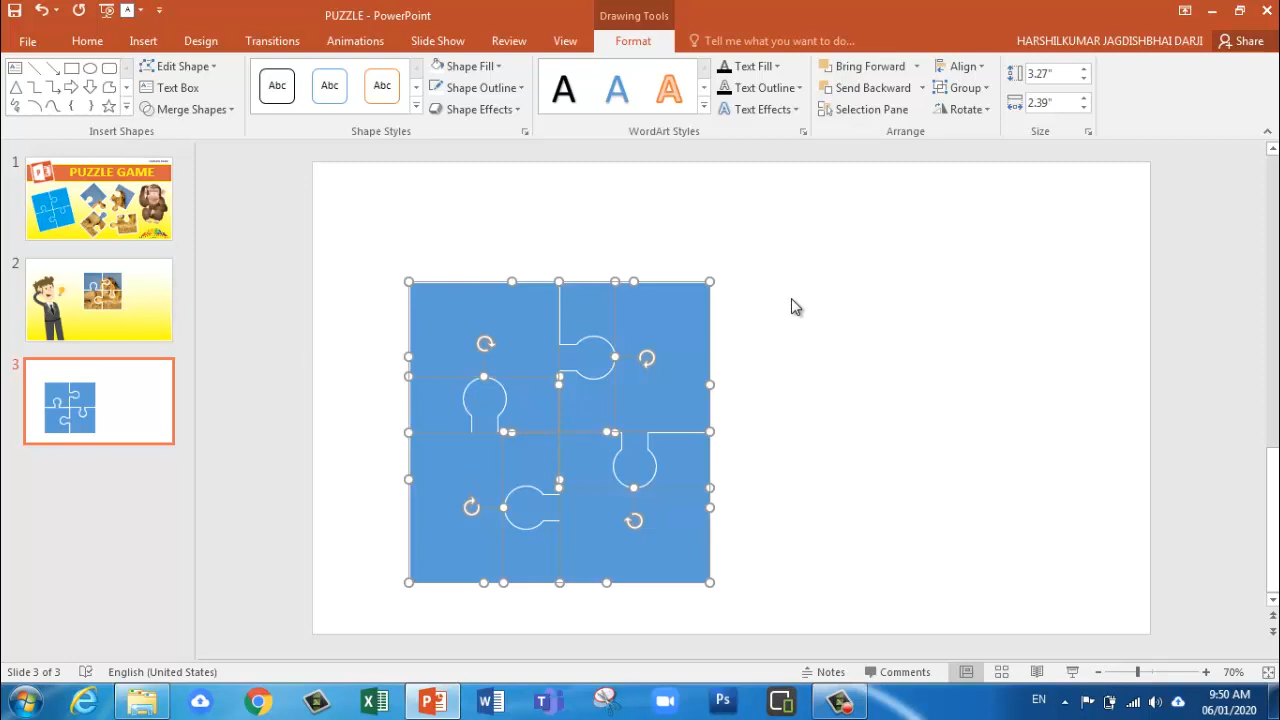 PUZZLE - PowerPoint
Drawing Tools
File
Home
Insert
Design
Transitions
Animations
Slide Show
Review
View
Format
Tell me what you want to do...
HARSHILKUMAR JAGDISHBHAI DARJI
Share
Edit Shape
Text Box
Merge Shapes
Insert Shapes
Abc
Abc
Abc
Shape Fill
Shape Outline
Shape Effects
Shape Styles
A
A
A
Text Fill
Text Outline
Text Effects
WordArt Styles
Bring Forward
Send Backward
Selection Pane
Align
Group
Rotate
Arrange
3.27"
2.39"
Size
1
PUZZLE GAME
2
3
Slide 3 of 3
English (United States)
Notes
Comments
70%
EN
9:50 AM
06/01/2020